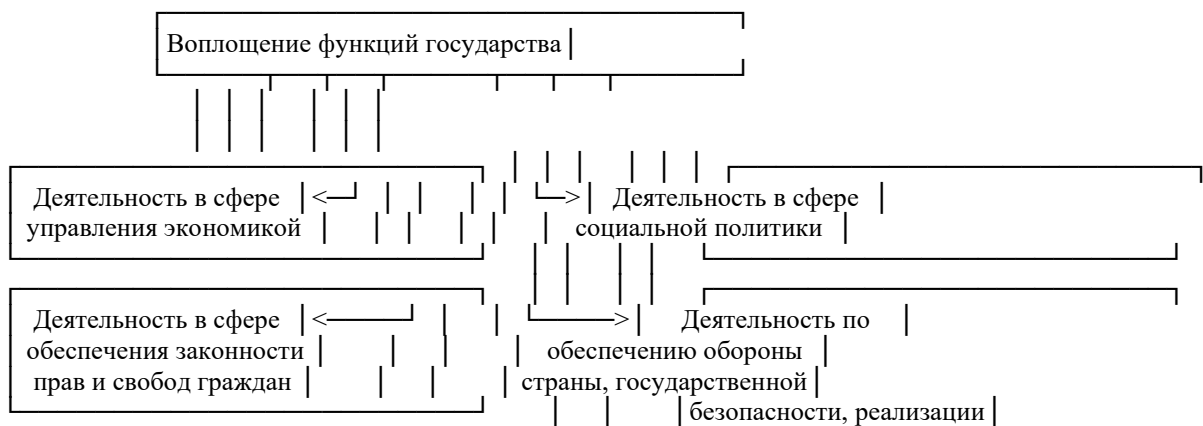 Воплощение функций государства
Деятельность в сфере
управления экономикой
Деятельность в сфере
социальной политики
Деятельность в сфере
обеспечения законности
прав и свобод граждан
Деятельность по
обеспечению обороны
страны, государственной
безопасности, реализации